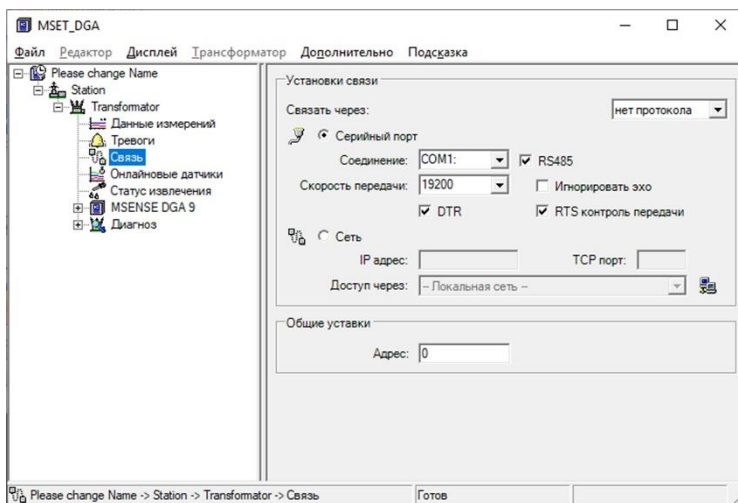 MSET_DGA
Файл Редактор Дисплей Трансформатор Дополнительно Подсказка
Please change Name
Station
Transformator
Данные измерений
Тревоги
Связь
Онлайновые датчики
Статус извлечения
MSENSE DGA 9
Диагноз
Установки связи
Связать через: нет протокола
Серийный порт
Соединение: COM1: RS485
Скорость передачи: 19200 Игнорировать эхо
DTR RTS контроль передачи
Сеть
IP адрес: TCP порт:
Доступ через: -- Локальная сеть --
Общие уставки
Адрес: 0
Please change Name -> Station -> Transformator -> Связь Готов